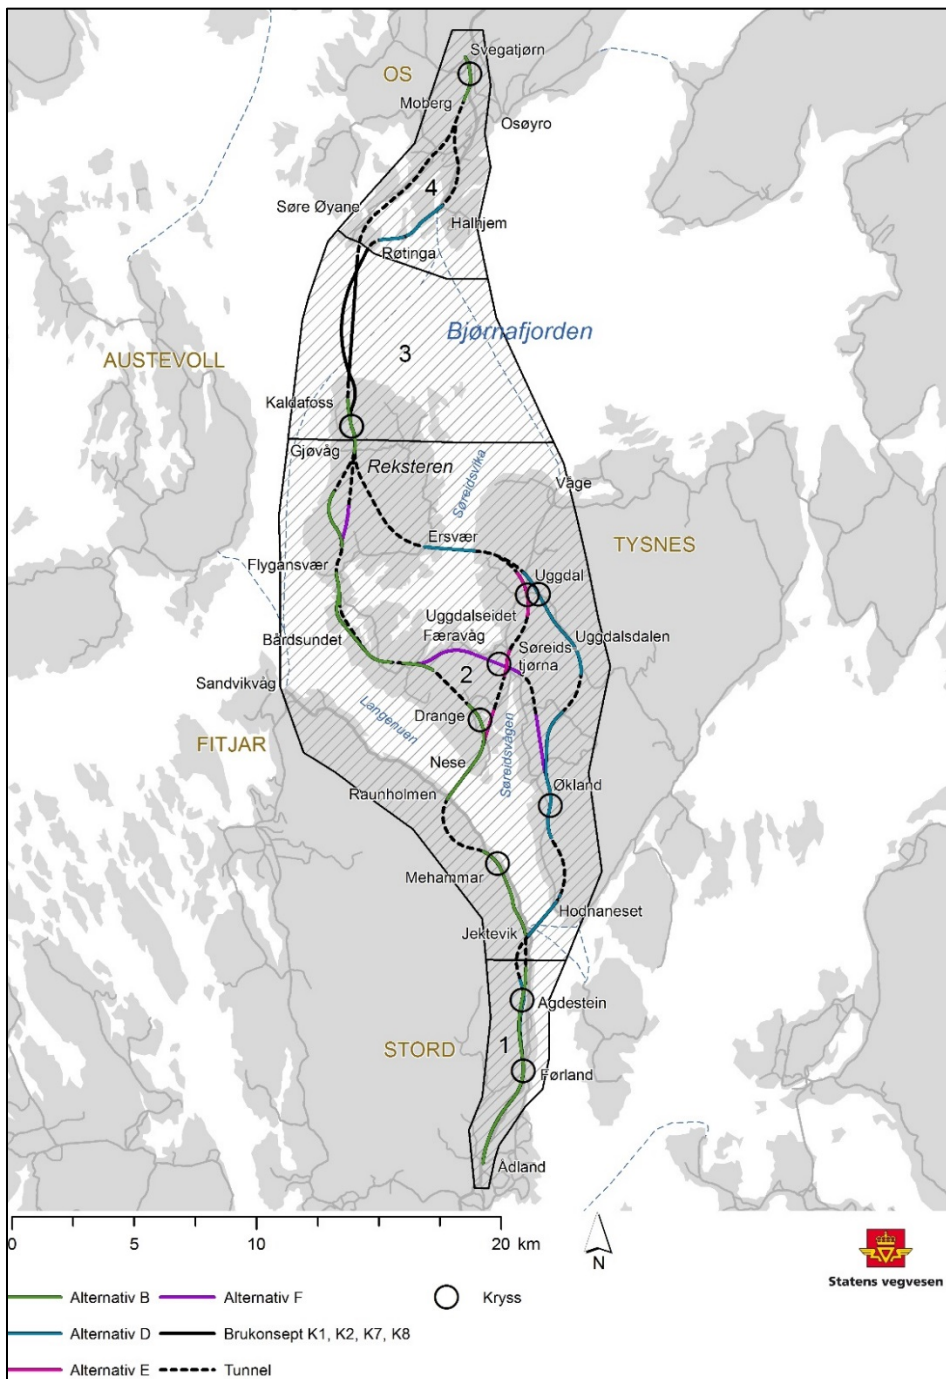 Svegatjørn
OS
Moberg
Osøyro
4
Søre Øyane
Halhjem
Røtinga
Bjørnafjorden
3
AUSTEVOLL
Kaldafoss
Gjøvåg
Reksteren
Søreidsvika
Våge
Ersvær
TYSNES
Flygansvær
Uggdal
Uggdalseidet
Bårdsundet
Færavåg
Søreids
tjørna
Uggdalsdalen
2
Sandvikvåg
Langenuen
Drange
Søreidsvågen
FITJAR
Nese
Raunholmen
Økland
Mehammar
Hodnaneset
Jektevik
Agdestein
STORD
1
Førland
Ådland
0 5 10 20 km
N
Statens vegvesen
Alternativ B
Alternativ F
Kryss
Alternativ D
Brukonsept K1, K2, K7, K8
Alternativ E
Tunnel